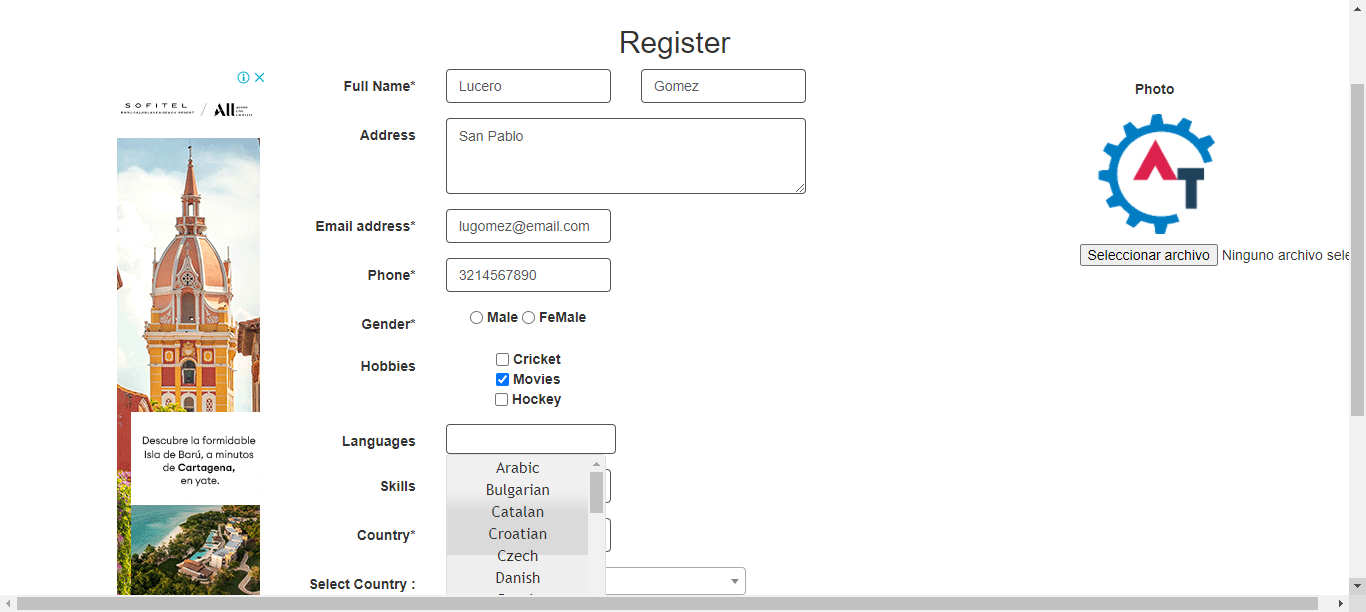 Register
SOFITEL
All
Descubre la formidable
Isla de Barú, a minutos
de Cartagena,
en yate.
Full Name*
Lucero
Gomez
Address
San Pablo
Email address*
lugomez@email.com
Phone*
3214567890
Gender*
Male
FeMale
Hobbies
Cricket
Movies
Hockey
Languages
Arabic
Bulgarian
Catalan
Croatian
Czech
Danish
Skills
Country*
Select Country :
Photo
AT
Seleccionar archivo
Ninguno archivo sele